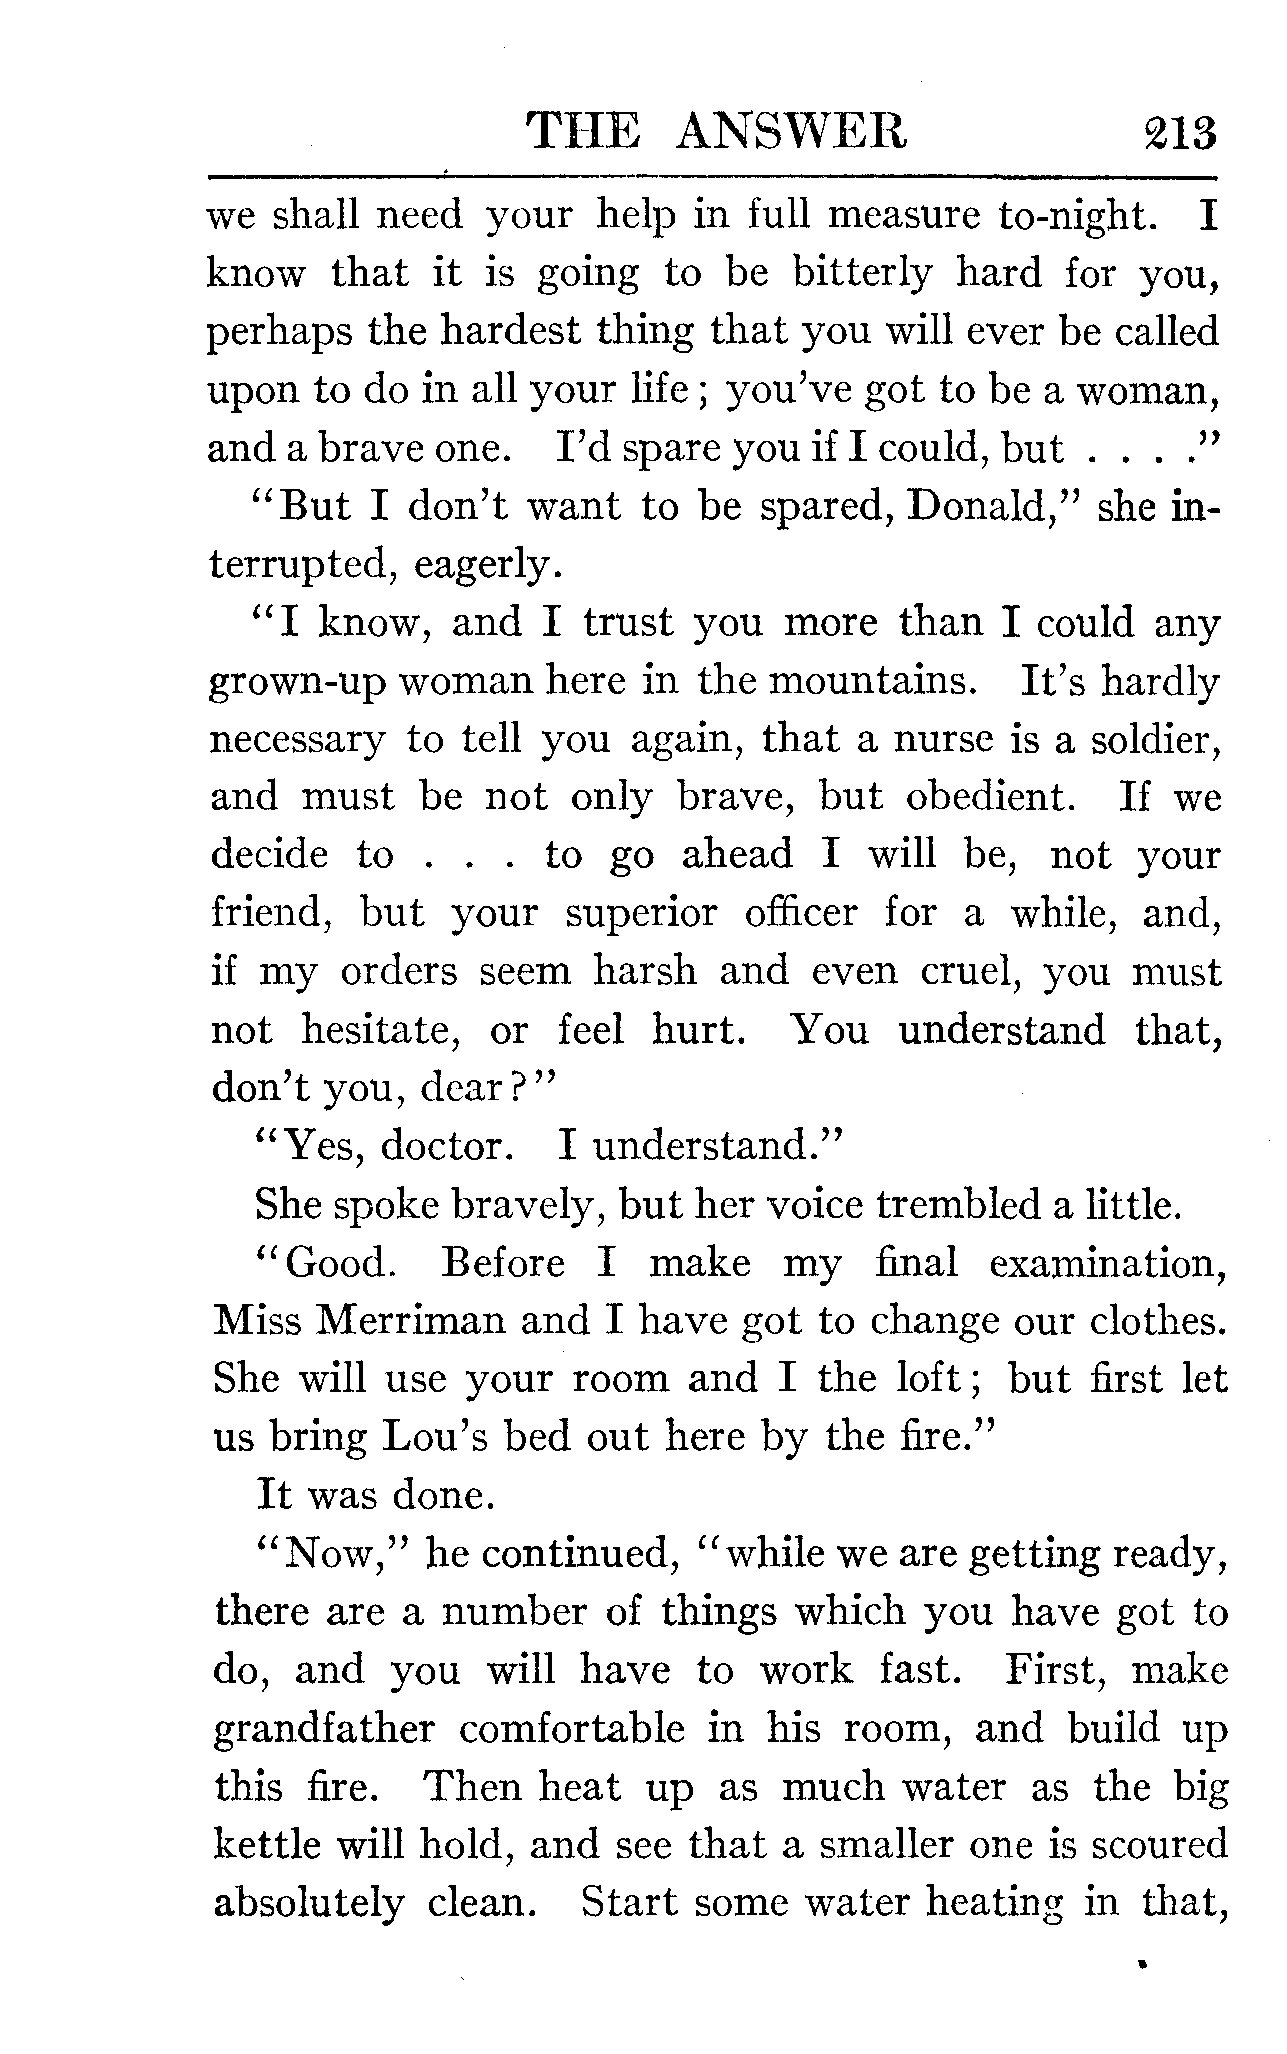 THE ANSWER 213
we shall need your help in full measure to-night. I
know that it is going to be bitterly hard for you,
perhaps the hardest thing that you will ever be called
upon to do in all your life; you've got to be a woman,
and a brave one. I'd spare you if I could, but . . . ."
"But I don't want to be spared, Donald," she in-
terrupted, eagerly.
"I know, and I trust you more than I could any
grown-up woman here in the mountains. It's hardly
necessary to tell you again, that a nurse is a soldier,
and must be not only brave, but obedient. If we
decide to . . . to go ahead I will be, not your
friend, but your superior officer for a while, and,
if my orders seem harsh and even cruel, you must
not hesitate, or feel hurt. You understand that,
don't you, dear?"
"Yes, doctor. I understand."
She spoke bravely, but her voice trembled a little.
"Good. Before I make my final examination,
Miss Merriman and I have got to change our clothes.
She will use your room and I the loft; but first let
us bring Lou's bed out here by the fire."
It was done.
"Now," he continued, "while we are getting ready,
there are a number of things which you have got to
do, and you will have to work fast. First, make
grandfather comfortable in his room, and build up
this fire. Then heat up as much water as the big
kettle will hold, and see that a smaller one is scoured
absolutely clean. Start some water heating in that,